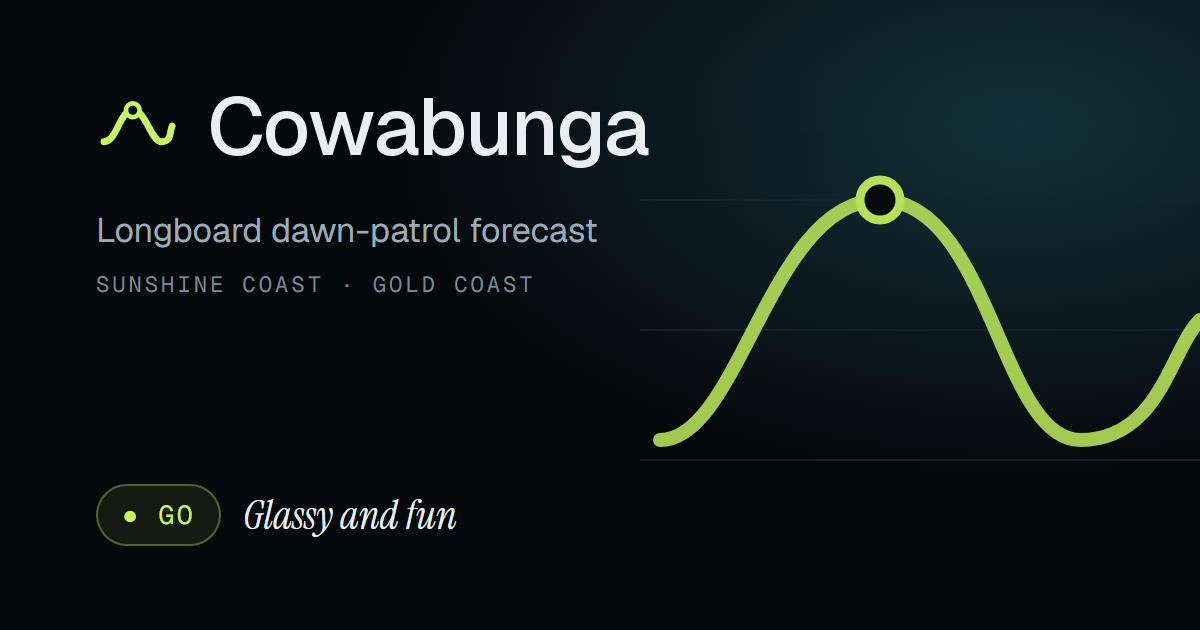 Cowabunga
Longboard dawn-patrol forecast
SUNSHINE COAST · GOLD COAST
• GO Glassy and fun